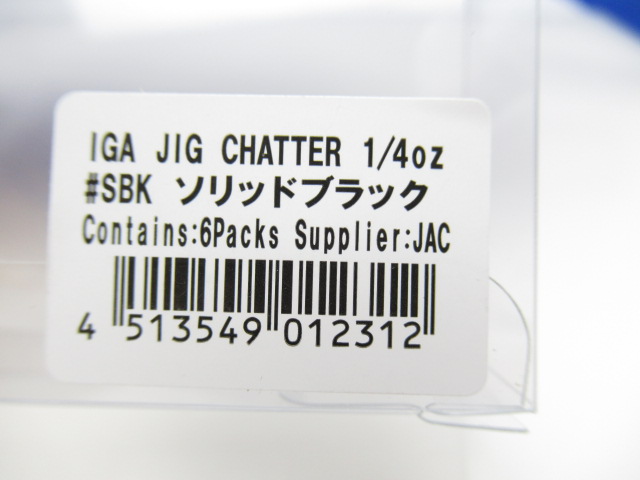 IGA JIG CHATTER 1/4oz
#SBK ソリッドブラック
Contains:6Packs Supplier:JAC
4 513549 012312